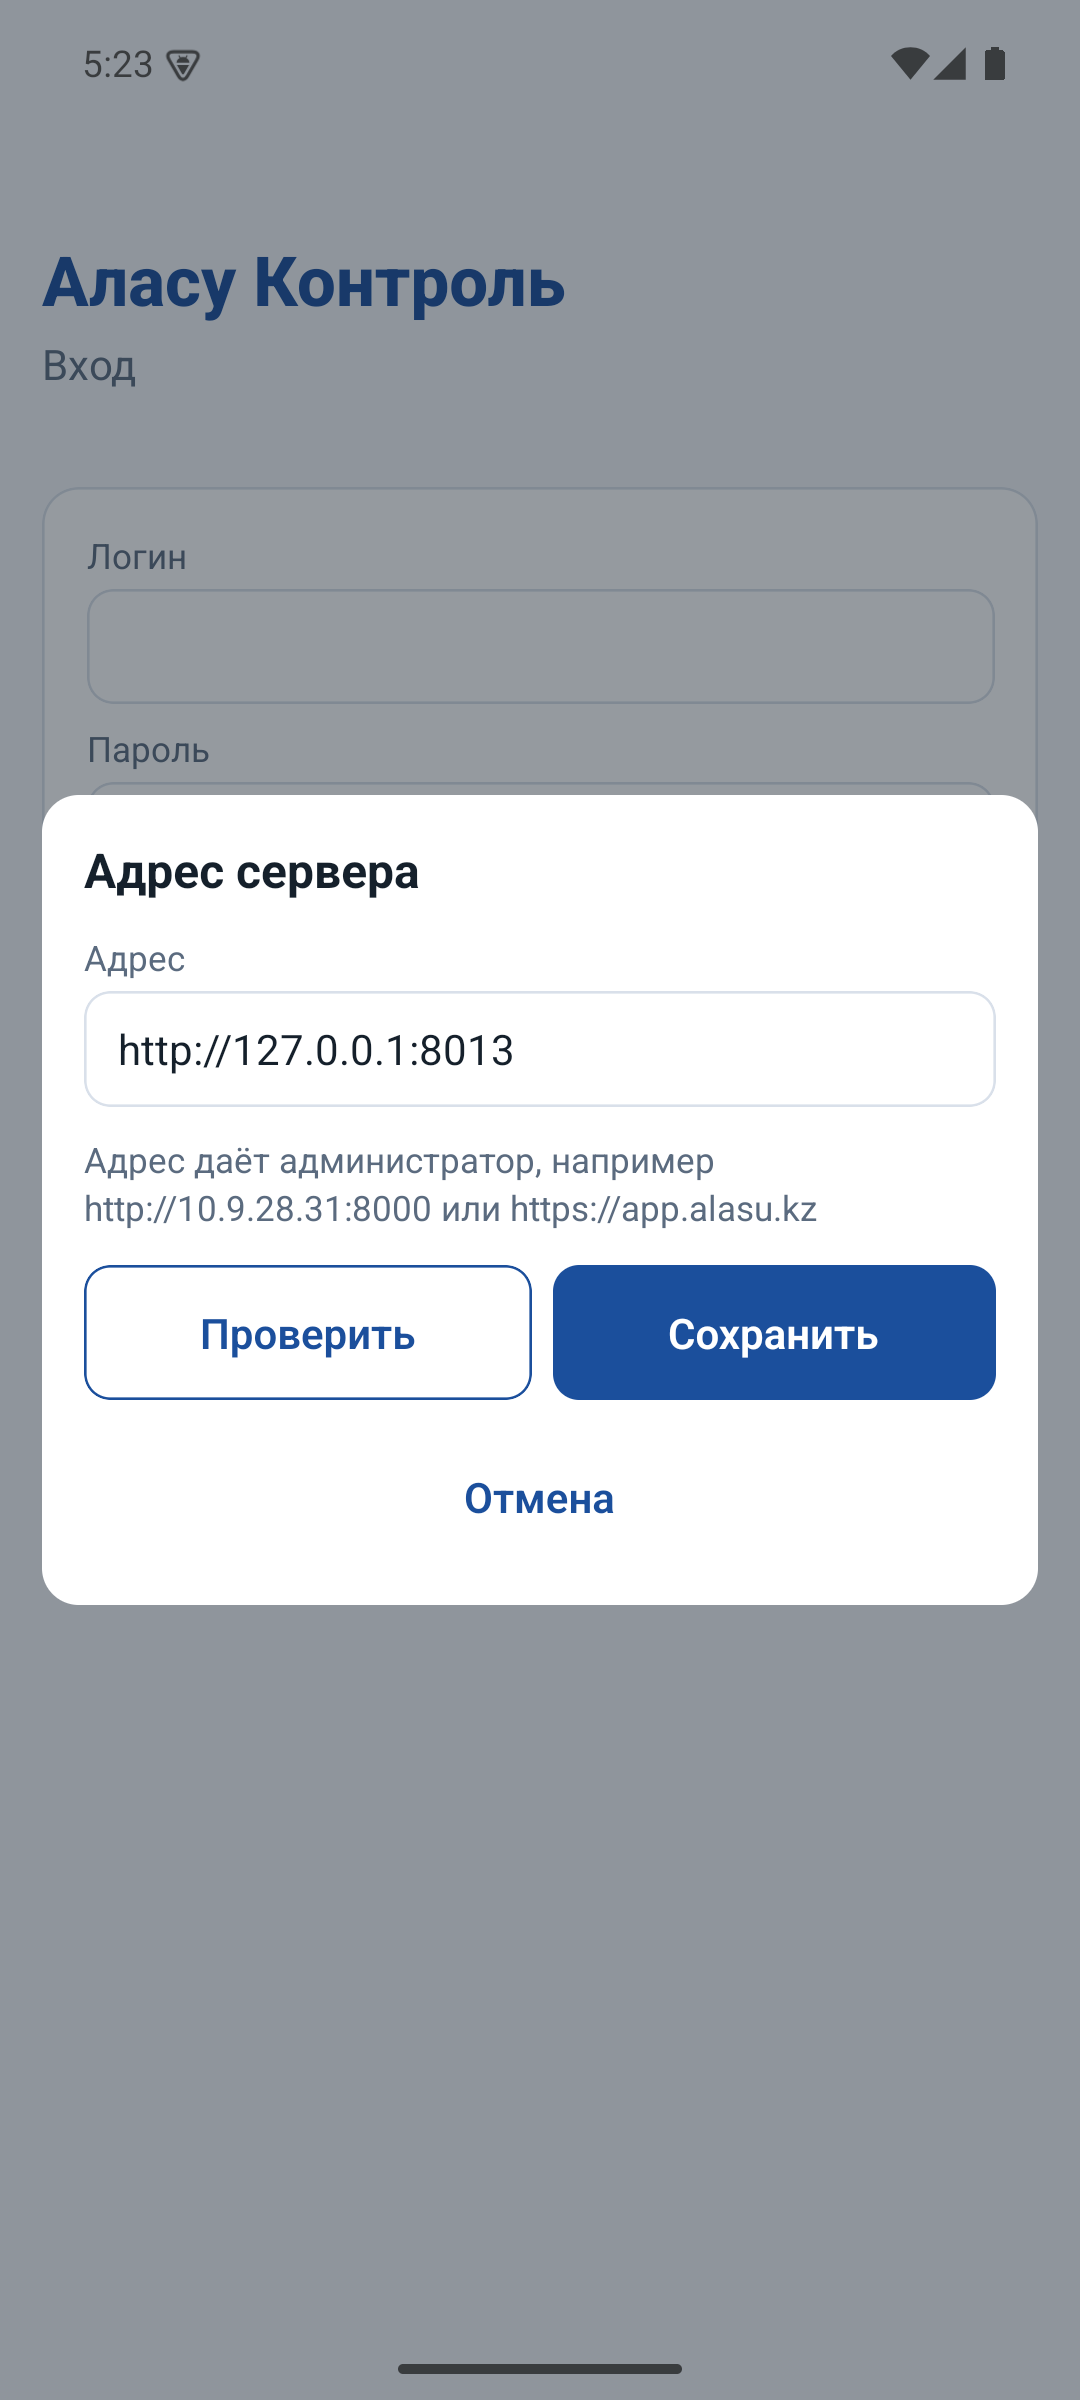 5:23
Аласу Контроль
Вход
Логин
Пароль
Адрес сервера
Адрес
http://127.0.0.1:8013
Адрес даёт администратор, например
http://10.9.28.31:8000 или https://app.alasu.kz
Проверить
Сохранить
Отмена